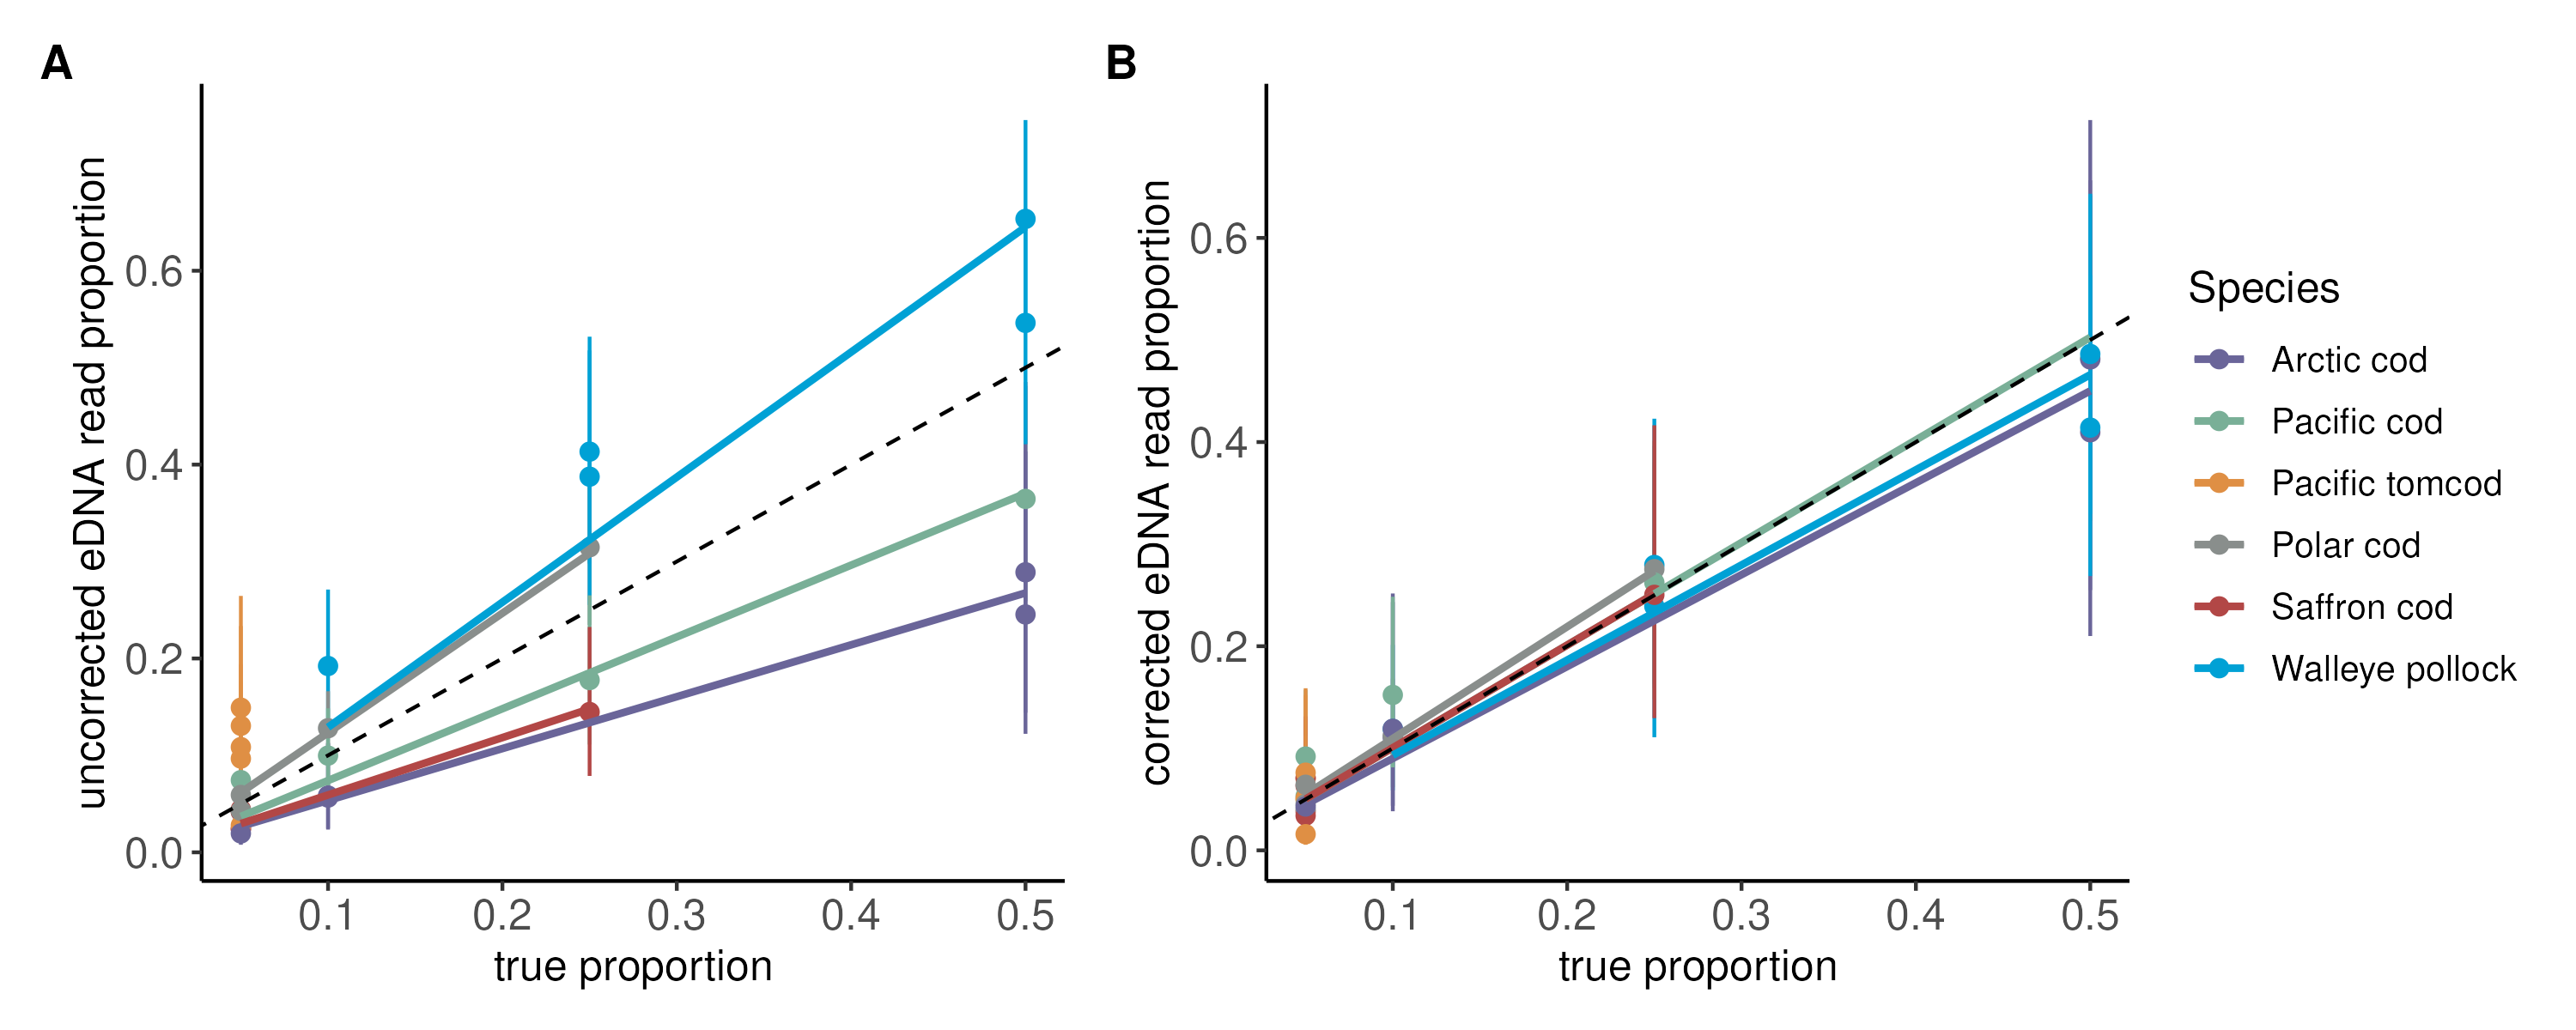 A
uncorrected eDNA read proportion
0.6
0.4
0.2
0.0
0.1 0.2 0.3 0.4 0.5
true proportion
B
corrected eDNA read proportion
0.6
0.4
0.2
0.0
0.1 0.2 0.3 0.4 0.5
true proportion
Species
Arctic cod
Pacific cod
Pacific tomcod
Polar cod
Saffron cod
Walleye pollock